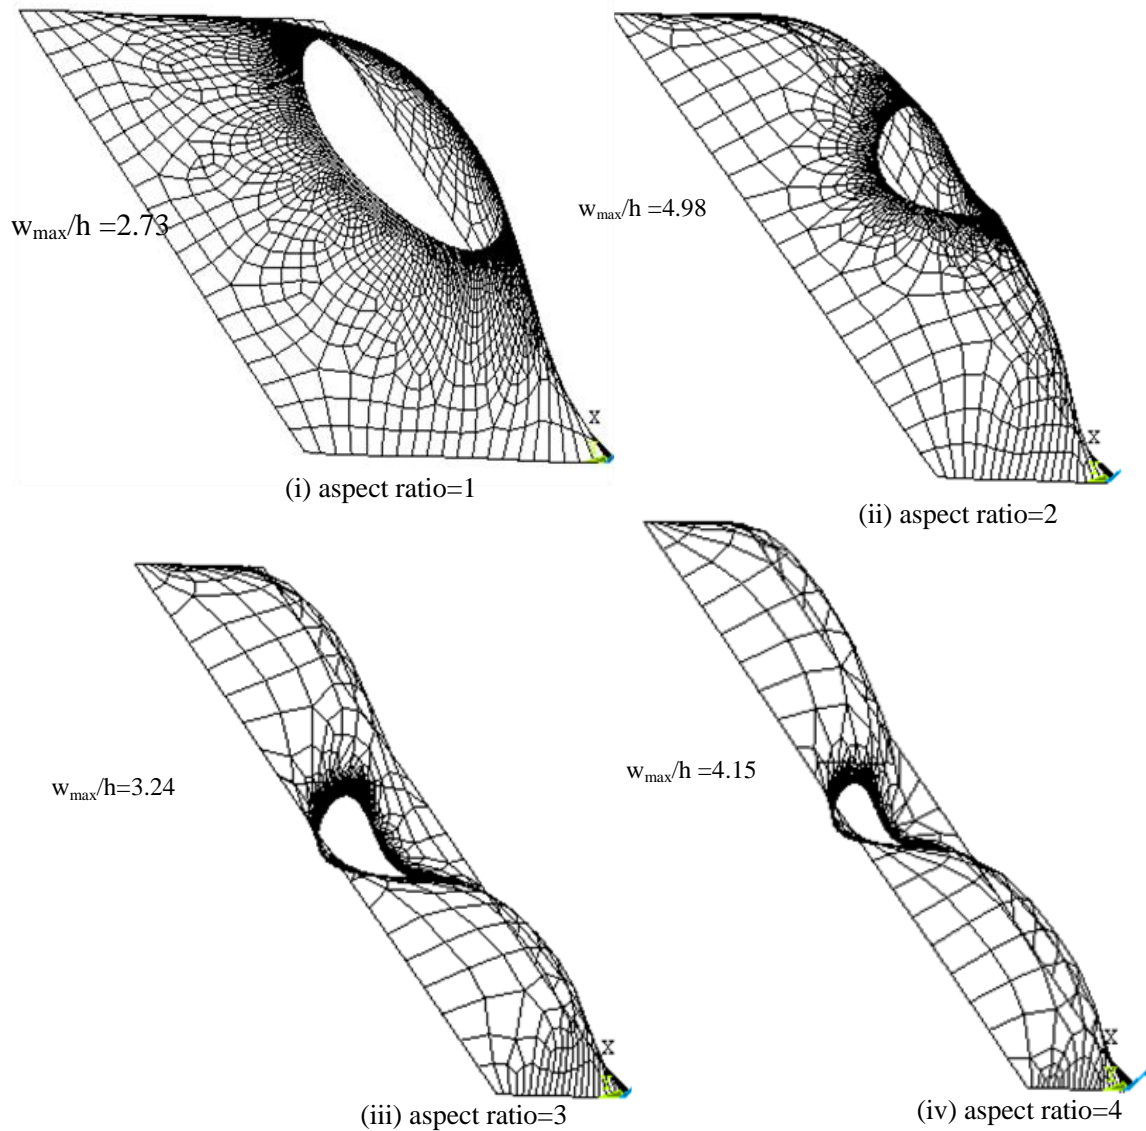 w_max/h =2.73
w_max/h =4.98
X
(i) aspect ratio=1
X
Y
(ii) aspect ratio=2
w_max/h=3.24
w_max/h =4.15
X
Y
(iii) aspect ratio=3
X
(iv) aspect ratio=4